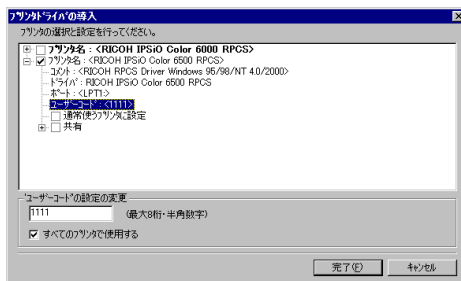 プリンタドライバの導入
プリンタの選択と設定を行ってください。
プリンタ名 : <RICOH IPSiO Color 6000 RPCS>
プリンタ名 : <RICOH IPSiO Color 6500 RPCS>
コメント : <RICOH RPCS Driver Windows 95/98/NT 4.0/2000>
ドライバ : RICOH IPSiO Color 6500 RPCS
ポート : <LPT1:>
ユーザーコード : <1111>
通常使うプリンタに設定
共有
"ユーザーコード"の設定の変更
1111 (最大8桁・半角数字)
すべてのプリンタで使用する
完了(F) キャンセル